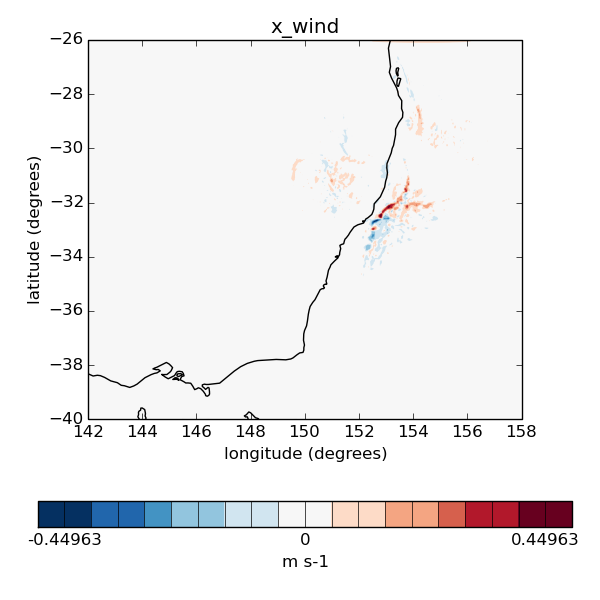 x_wind
−26
−28
−30
−32
−34
−36
−38
−40
latitude (degrees)
142 144 146 148 150 152 154 156 158
longitude (degrees)
-0.44963 0 0.44963
m s-1